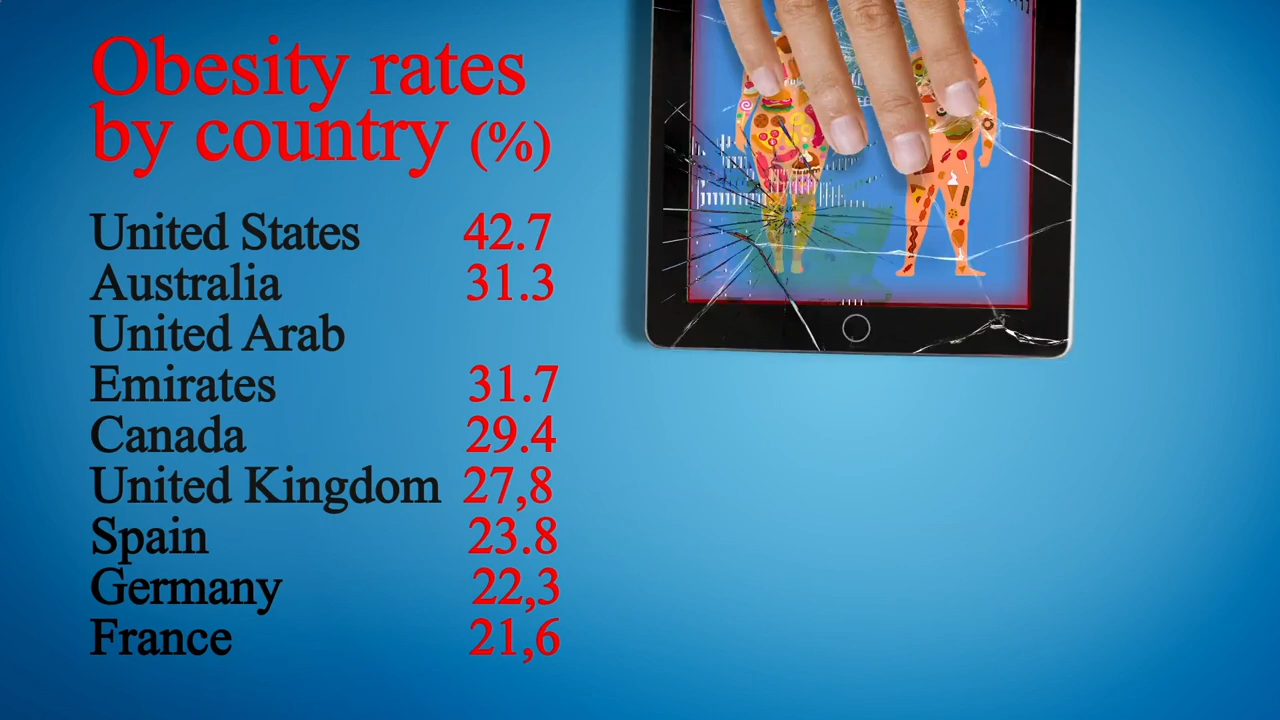 Obesity rates
by country (%)
United States 42.7
Australia 31.3
United Arab
Emirates 31.7
Canada 29.4
United Kingdom 27,8
Spain 23.8
Germany 22,3
France 21,6